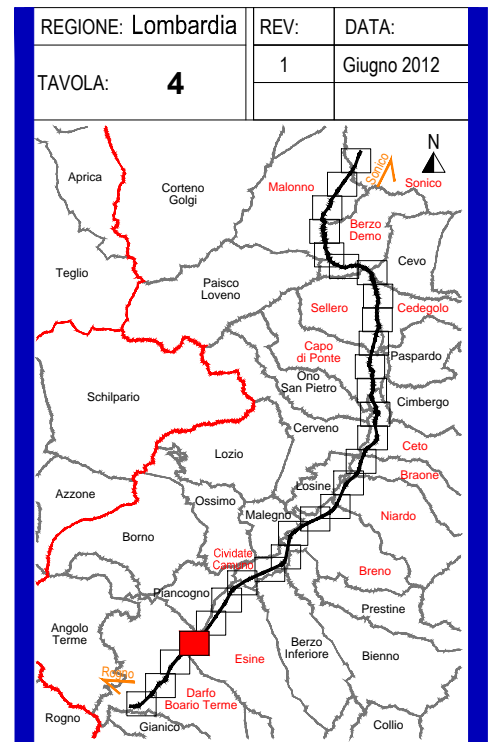 REGIONE: Lombardia
REV:
DATA:
TAVOLA: 4
1
Giugno 2012
N
Aprica
Corteno
Golgi
Malonno
Sonico
Sonico
Berzo
Demo
Cevo
Teglio
Paisco
Loveno
Sellero
Cedegolo
Capo
di Ponte
Paspardo
Ono
San Pietro
Schilpario
Cimbergo
Cerveno
Ceto
Lozio
Braone
Losine
Azzone
Ossimo
Malegno
Niardo
Borno
Cividate
Camuno
Breno
Piancogno
Prestine
Angolo
Terme
Berzo
Inferiore
Bienno
Esine
Rogno
Darfo
Boario Terme
Rogno
Gianico
Collio